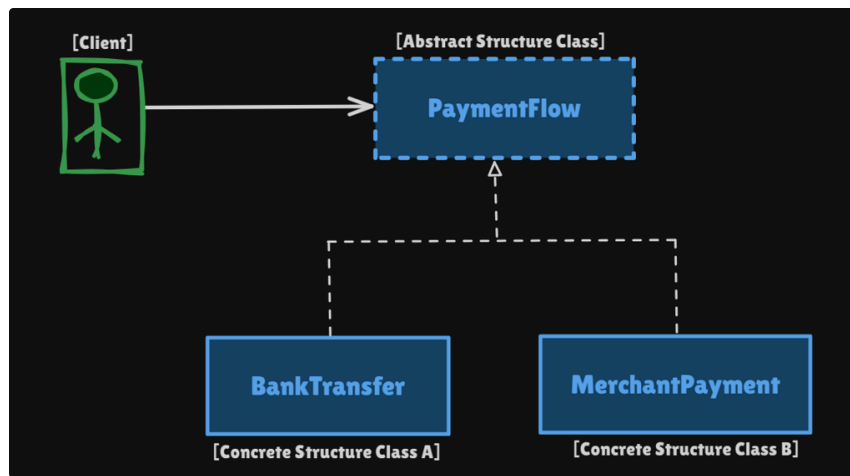 [Client]
[Abstract Structure Class]
PaymentFlow
BankTransfer
MerchantPayment
[Concrete Structure Class A]
[Concrete Structure Class B]